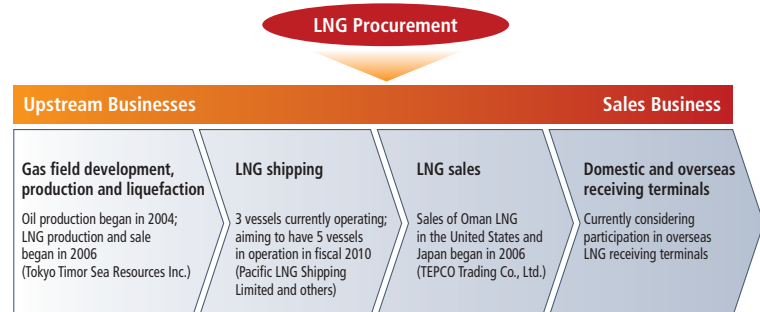 LNG Procurement
Upstream Businesses
Sales Business
Gas field development,
production and liquefaction
Oil production began in 2004;
LNG production and sale
began in 2006
(Tokyo Timor Sea Resources Inc.)
LNG shipping
3 vessels currently operating;
aiming to have 5 vessels
in operation in fiscal 2010
(Pacific LNG Shipping
Limited and others)
LNG sales
Sales of Oman LNG
in the United States and
Japan began in 2006
(TEPCO Trading Co., Ltd.)
Domestic and overseas
receiving terminals
Currently considering
participation in overseas
LNG receiving terminals